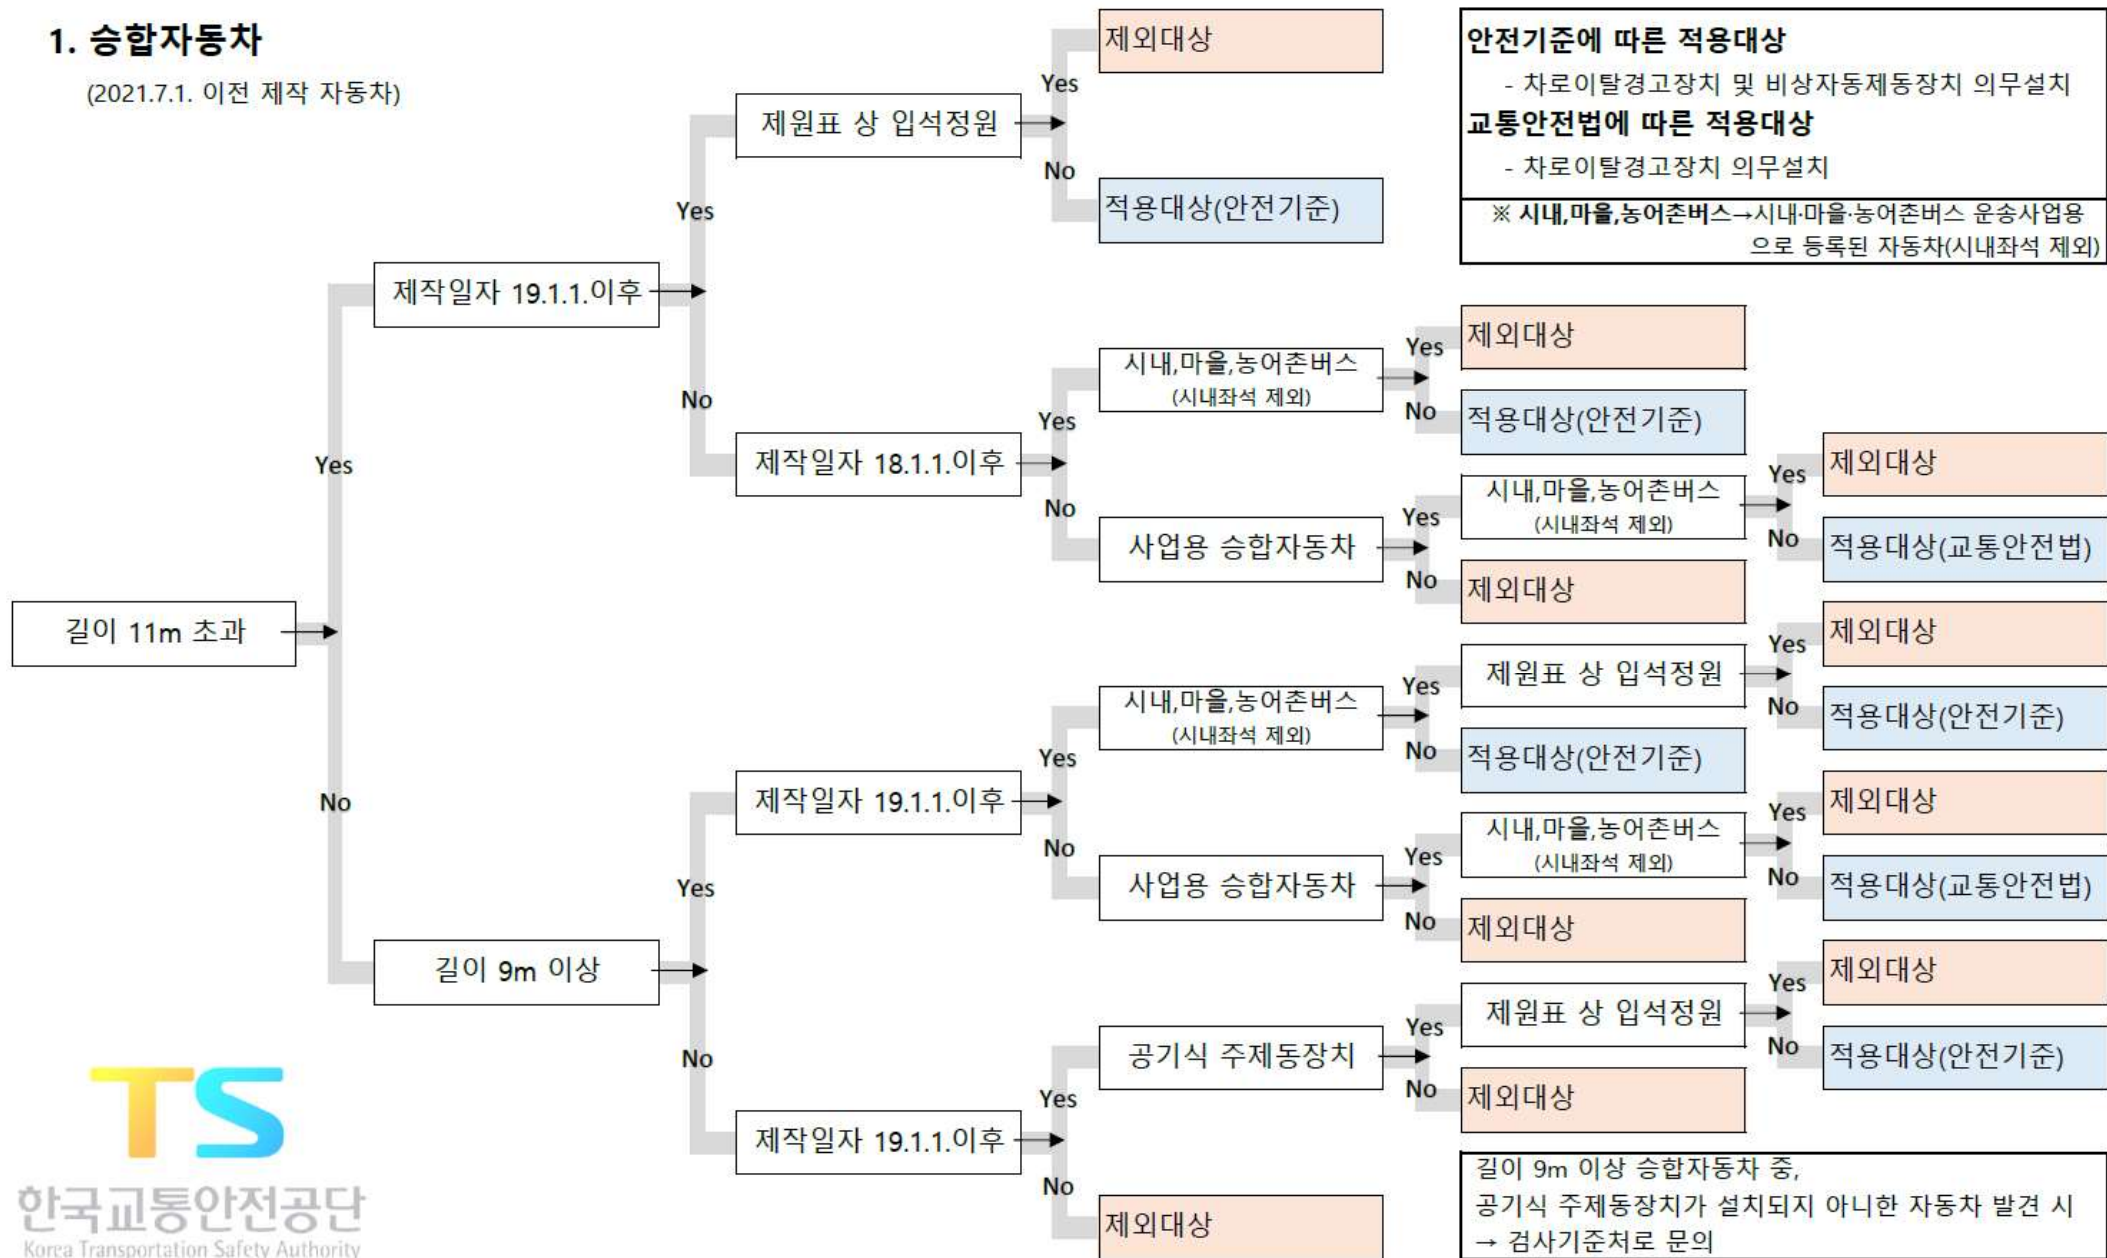 1. 승합자동차
(2021.7.1. 이전 제작 자동차)
안전기준에 따른 적용대상
- 차로이탈경고장치 및 비상자동제동장치 의무설치
교통안전법에 따른 적용대상
- 차로이탈경고장치 의무설치
※ 시내,마을,농어촌버스→시내·마을·농어촌버스 운송사업용
으로 등록된 자동차(시내좌석 제외)
길이 11m 초과
Yes
No
제작일자 19.1.1.이후
Yes
No
제원표 상 입석정원
Yes
제외대상
No
적용대상(안전기준)
제작일자 18.1.1.이후
Yes
No
시내,마을,농어촌버스
(시내좌석 제외)
Yes
제외대상
No
적용대상(안전기준)
사업용 승합자동차
Yes
No
시내,마을,농어촌버스
(시내좌석 제외)
Yes
제외대상
No
적용대상(교통안전법)
제외대상
길이 9m 이상
Yes
No
제작일자 19.1.1.이후
Yes
No
시내,마을,농어촌버스
(시내좌석 제외)
Yes
No
제원표 상 입석정원
Yes
제외대상
No
적용대상(안전기준)
적용대상(안전기준)
사업용 승합자동차
Yes
No
시내,마을,농어촌버스
(시내좌석 제외)
Yes
제외대상
No
적용대상(교통안전법)
제외대상
제작일자 19.1.1.이후
Yes
No
공기식 주제동장치
Yes
No
제원표 상 입석정원
Yes
제외대상
No
적용대상(안전기준)
제외대상
제외대상
길이 9m 이상 승합자동차 중,
공기식 주제동장치가 설치되지 아니한 자동차 발견 시
→ 검사기준처로 문의
TS
한국교통안전공단
Korea Transportation Safety Authority